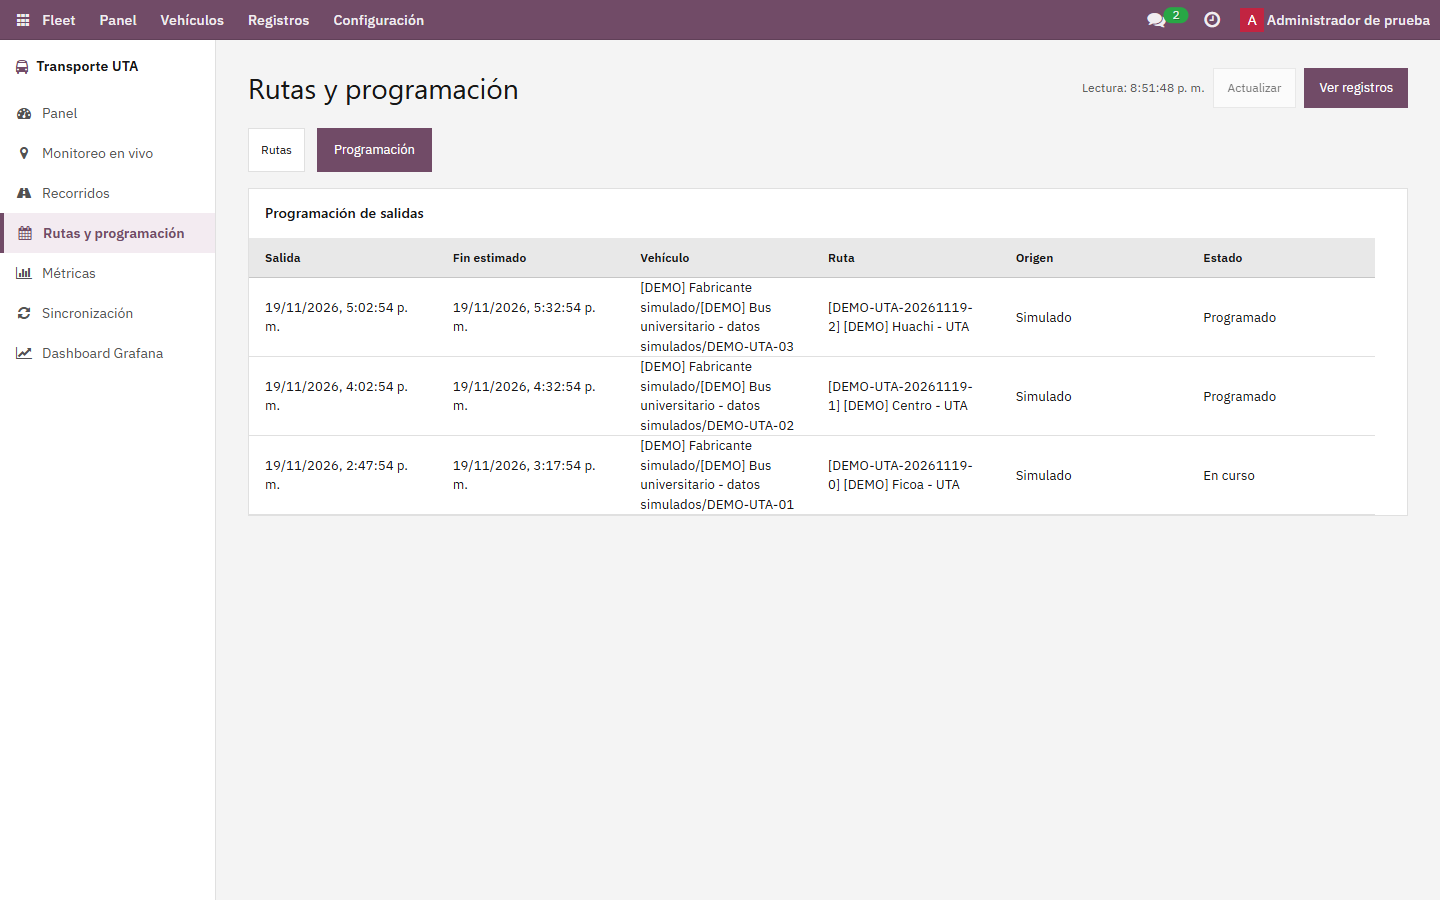 Fleet Panel Vehículos Registros Configuración 2 A Administrador de prueba
Transporte UTA
Panel
Monitoreo en vivo
Recorridos
Rutas y programación
Métricas
Sincronización
Dashboard Grafana
Rutas y programación
Lectura: 8:51:48 p. m. Actualizar Ver registros
Rutas Programación
Programación de salidas
Salida Fin estimado Vehículo Ruta Origen Estado
19/11/2026, 5:02:54 p.
m.
19/11/2026, 5:32:54 p.
m.
[DEMO] Fabricante
simulado/[DEMO] Bus
universitario - datos
simulados/DEMO-UTA-03
[DEMO-UTA-20261119-
2] [DEMO] Huachi - UTA
Simulado
Programado
19/11/2026, 4:02:54 p.
m.
19/11/2026, 4:32:54 p.
m.
[DEMO] Fabricante
simulado/[DEMO] Bus
universitario - datos
simulados/DEMO-UTA-02
[DEMO-UTA-20261119-
1] [DEMO] Centro - UTA
Simulado
Programado
19/11/2026, 2:47:54 p.
m.
19/11/2026, 3:17:54 p.
m.
[DEMO] Fabricante
simulado/[DEMO] Bus
universitario - datos
simulados/DEMO-UTA-01
[DEMO-UTA-20261119-
0] [DEMO] Ficoa - UTA
Simulado
En curso